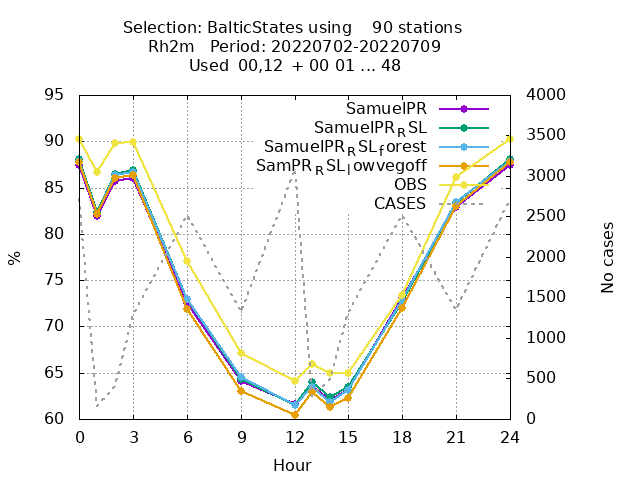 Selection: BalticStates using    90 stations
Rh2m   Period: 20220702-20220709
Used  00,12  + 00 01 ... 48
SamuelPR
SamuelPR_RSL
SamuelPR_RSL_forest
SamPR_RSL_lowvegoff
OBS
CASES
95
90
85
80
75
70
65
60
4000
3500
3000
2500
2000
1500
1000
500
0
%
No cases
0 3 6 9 12 15 18 21 24
Hour